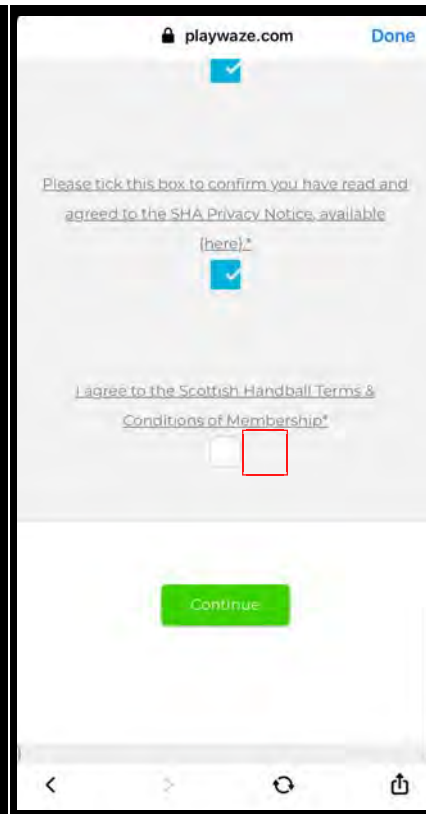 playwaze.com
Done
Please tick this box to confirm you have read and
agreed to the SHA Privacy Notice, available
(here).*
I agree to the Scottish Handball Terms &
Conditions of Membership*
Continue